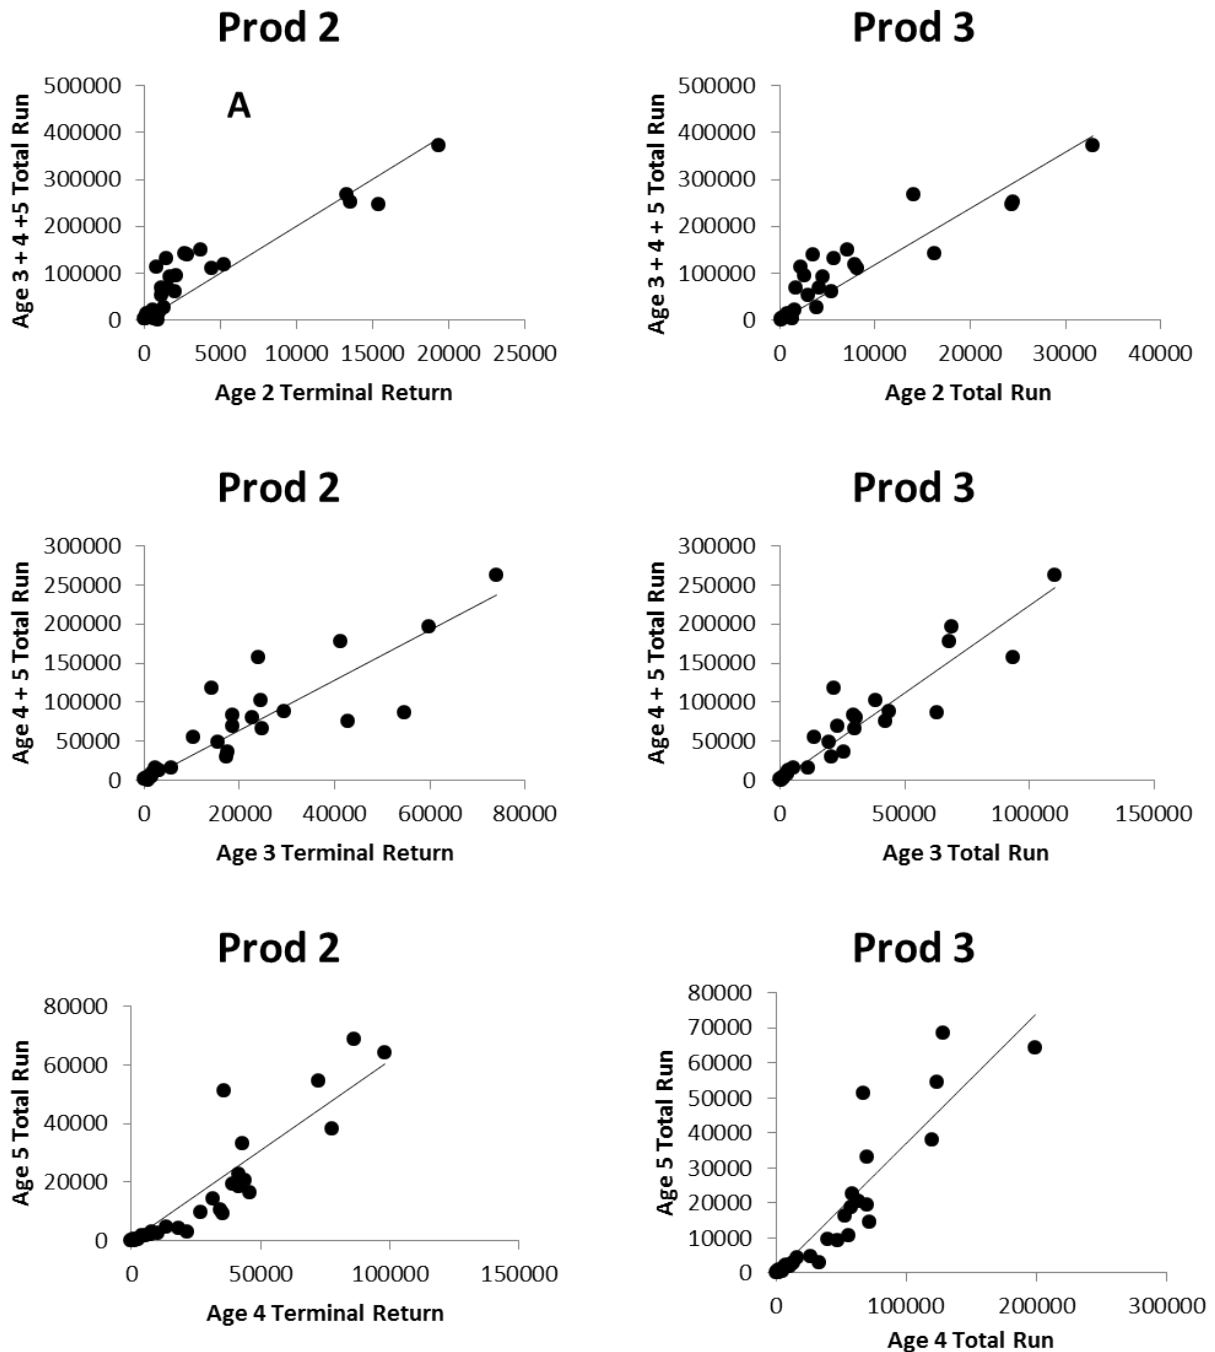 Prod 2
A
Age 3 + 4 +5 Total Run
500000
400000
300000
200000
100000
0
0 5000 10000 15000 20000 25000
Age 2 Terminal Return
Prod 3
Age 3 + 4 + 5 Total Run
500000
400000
300000
200000
100000
0
0 10000 20000 30000 40000
Age 2 Total Run
Prod 2
Age 4 + 5 Total Run
300000
250000
200000
150000
100000
50000
0
0 20000 40000 60000 80000
Age 3 Terminal Return
Prod 3
Age 4 + 5 Total Run
300000
250000
200000
150000
100000
50000
0
0 50000 100000 150000
Age 3 Total Run
Prod 2
Age 5 Total Run
80000
60000
40000
20000
0
0 50000 100000 150000
Age 4 Terminal Return
Prod 3
Age 5 Total Run
80000
70000
60000
50000
40000
30000
20000
10000
0
0 100000 200000 300000
Age 4 Total Run